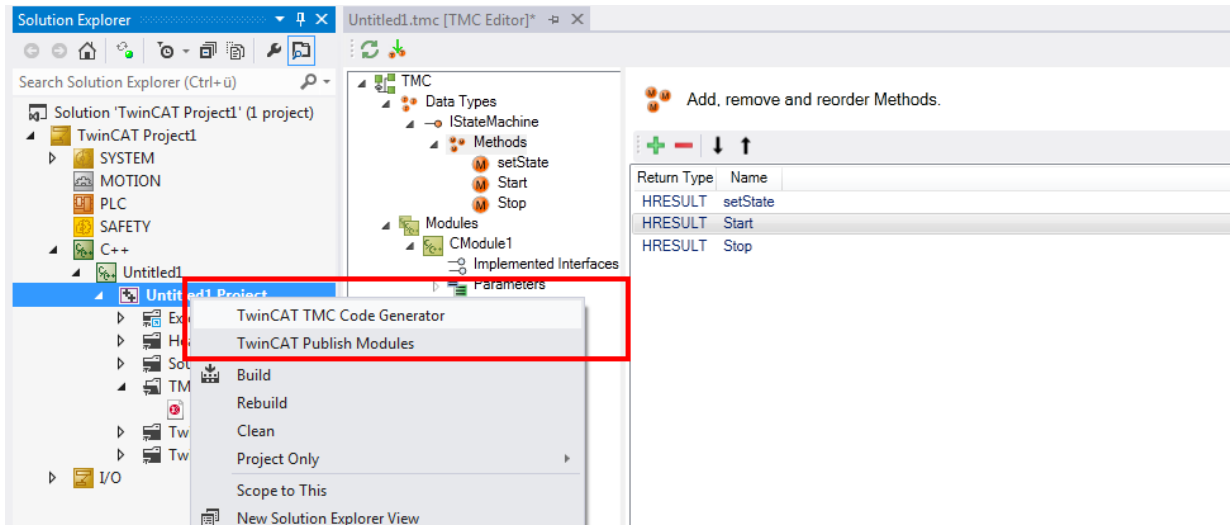 Solution Explorer
Search Solution Explorer (Ctrl+ü)
Solution 'TwinCAT Project1' (1 project)
TwinCAT Project1
SYSTEM
MOTION
PLC
SAFETY
C++
Untitled1
Untitled1 Project
I/O
TwinCAT TMC Code Generator
TwinCAT Publish Modules
Build
Rebuild
Clean
Project Only
Scope to This
New Solution Explorer View
Untitled1.tmc [TMC Editor]*
TMC
Data Types
IStateMachine
Methods
setState
Start
Stop
Modules
CModule1
Implemented Interfaces
Parameters
Add, remove and reorder Methods.
Return Type Name
HRESULT setState
HRESULT Start
HRESULT Stop